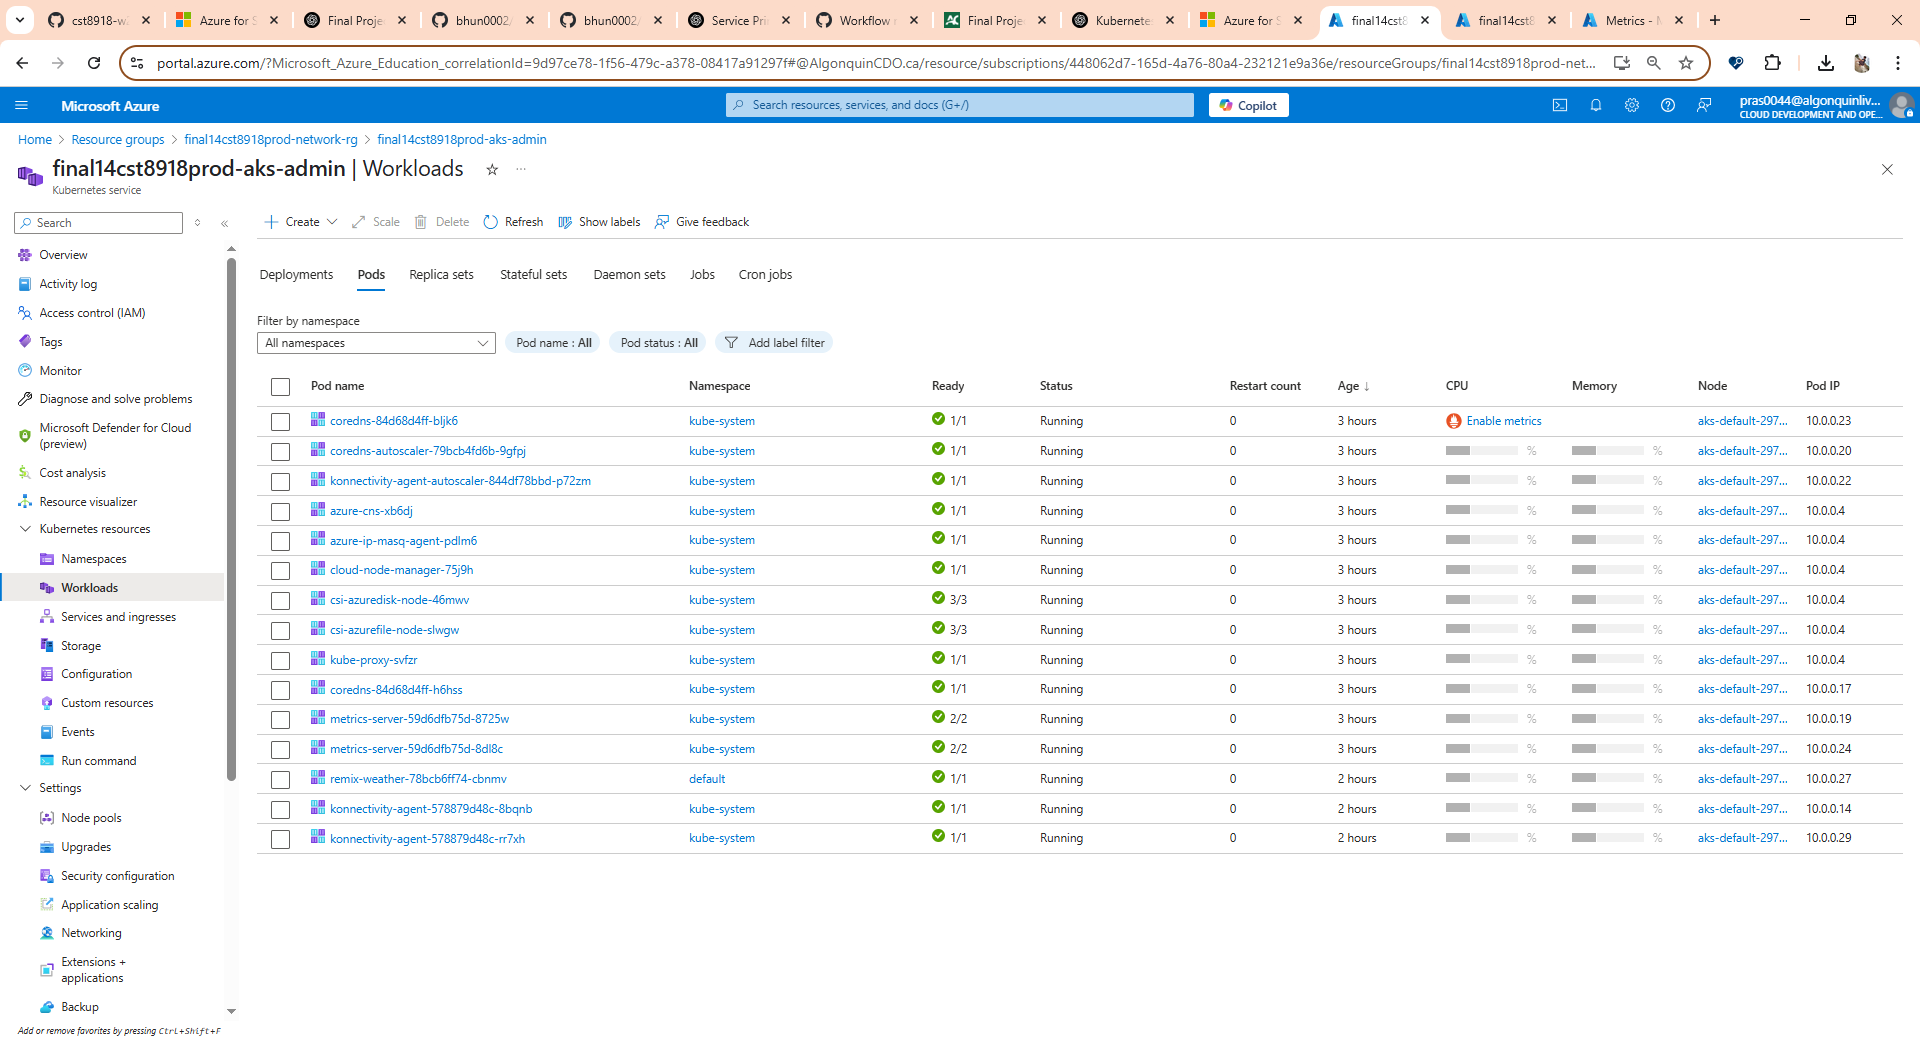 cst8918-w2
Azure for S
Final Proje
bhun0002/
bhun0002/
Service Prin
Workflow r
Final Proje
Kubernetes
Azure for S
final14cst8
final14cst8
Metrics - M
portal.azure.com/?Microsoft_Azure_Education_correlationId=9d97ce78-1f56-479c-a378-08417a91297f#@AlgonquinCDO.ca/resource/subscriptions/448062d7-165d-4a76-80a4-232121e9a36e/resourceGroups/final14cst8918prod-net...
Microsoft Azure
Search resources, services, and docs (G+/)
Copilot
pras0044@algonquinliv...
CLOUD DEVELOPMENT AND OPE...
Home > Resource groups > final14cst8918prod-network-rg > final14cst8918prod-aks-admin
final14cst8918prod-aks-admin | Workloads
Kubernetes service
Search
Overview
Activity log
Access control (IAM)
Tags
Monitor
Diagnose and solve problems
Microsoft Defender for Cloud
(preview)
Cost analysis
Resource visualizer
Kubernetes resources
Namespaces
Workloads
Services and ingresses
Storage
Configuration
Custom resources
Events
Run command
Settings
Node pools
Upgrades
Security configuration
Application scaling
Networking
Extensions +
applications
Backup
Add or remove favorites by pressing Ctrl+Shift+F
Create Scale Delete Refresh Show labels Give feedback
Deployments Pods Replica sets Stateful sets Daemon sets Jobs Cron jobs
Filter by namespace
All namespaces Pod name : All Pod status : All Add label filter
Pod name Namespace Ready Status Restart count Age ↓ CPU Memory Node Pod IP
coredns-84d68d4ff-bljk6 kube-system 1/1 Running 0 3 hours Enable metrics aks-default-297... 10.0.0.23
coredns-autoscaler-79bcb4fd6b-9gfpj kube-system 1/1 Running 0 3 hours % % aks-default-297... 10.0.0.20
konnectivity-agent-autoscaler-844df78bbd-p72zm kube-system 1/1 Running 0 3 hours % % aks-default-297... 10.0.0.22
azure-cns-xb6dj kube-system 1/1 Running 0 3 hours % % aks-default-297... 10.0.0.4
azure-ip-masq-agent-pdlm6 kube-system 1/1 Running 0 3 hours % % aks-default-297... 10.0.0.4
cloud-node-manager-75j9h kube-system 1/1 Running 0 3 hours % % aks-default-297... 10.0.0.4
csi-azuredisk-node-46mwv kube-system 3/3 Running 0 3 hours % % aks-default-297... 10.0.0.4
csi-azurefile-node-slwgw kube-system 3/3 Running 0 3 hours % % aks-default-297... 10.0.0.4
kube-proxy-svfzr kube-system 1/1 Running 0 3 hours % % aks-default-297... 10.0.0.4
coredns-84d68d4ff-h6hss kube-system 1/1 Running 0 3 hours % % aks-default-297... 10.0.0.17
metrics-server-59d6dfb75d-8725w kube-system 2/2 Running 0 3 hours % % aks-default-297... 10.0.0.19
metrics-server-59d6dfb75d-8dl8c kube-system 2/2 Running 0 3 hours % % aks-default-297... 10.0.0.24
remix-weather-78bcb6ff74-cbnmv default 1/1 Running 0 2 hours % % aks-default-297... 10.0.0.27
konnectivity-agent-578879d48c-8bqnb kube-system 1/1 Running 0 2 hours % % aks-default-297... 10.0.0.14
konnectivity-agent-578879d48c-rr7xh kube-system 1/1 Running 0 2 hours % % aks-default-297... 10.0.0.29